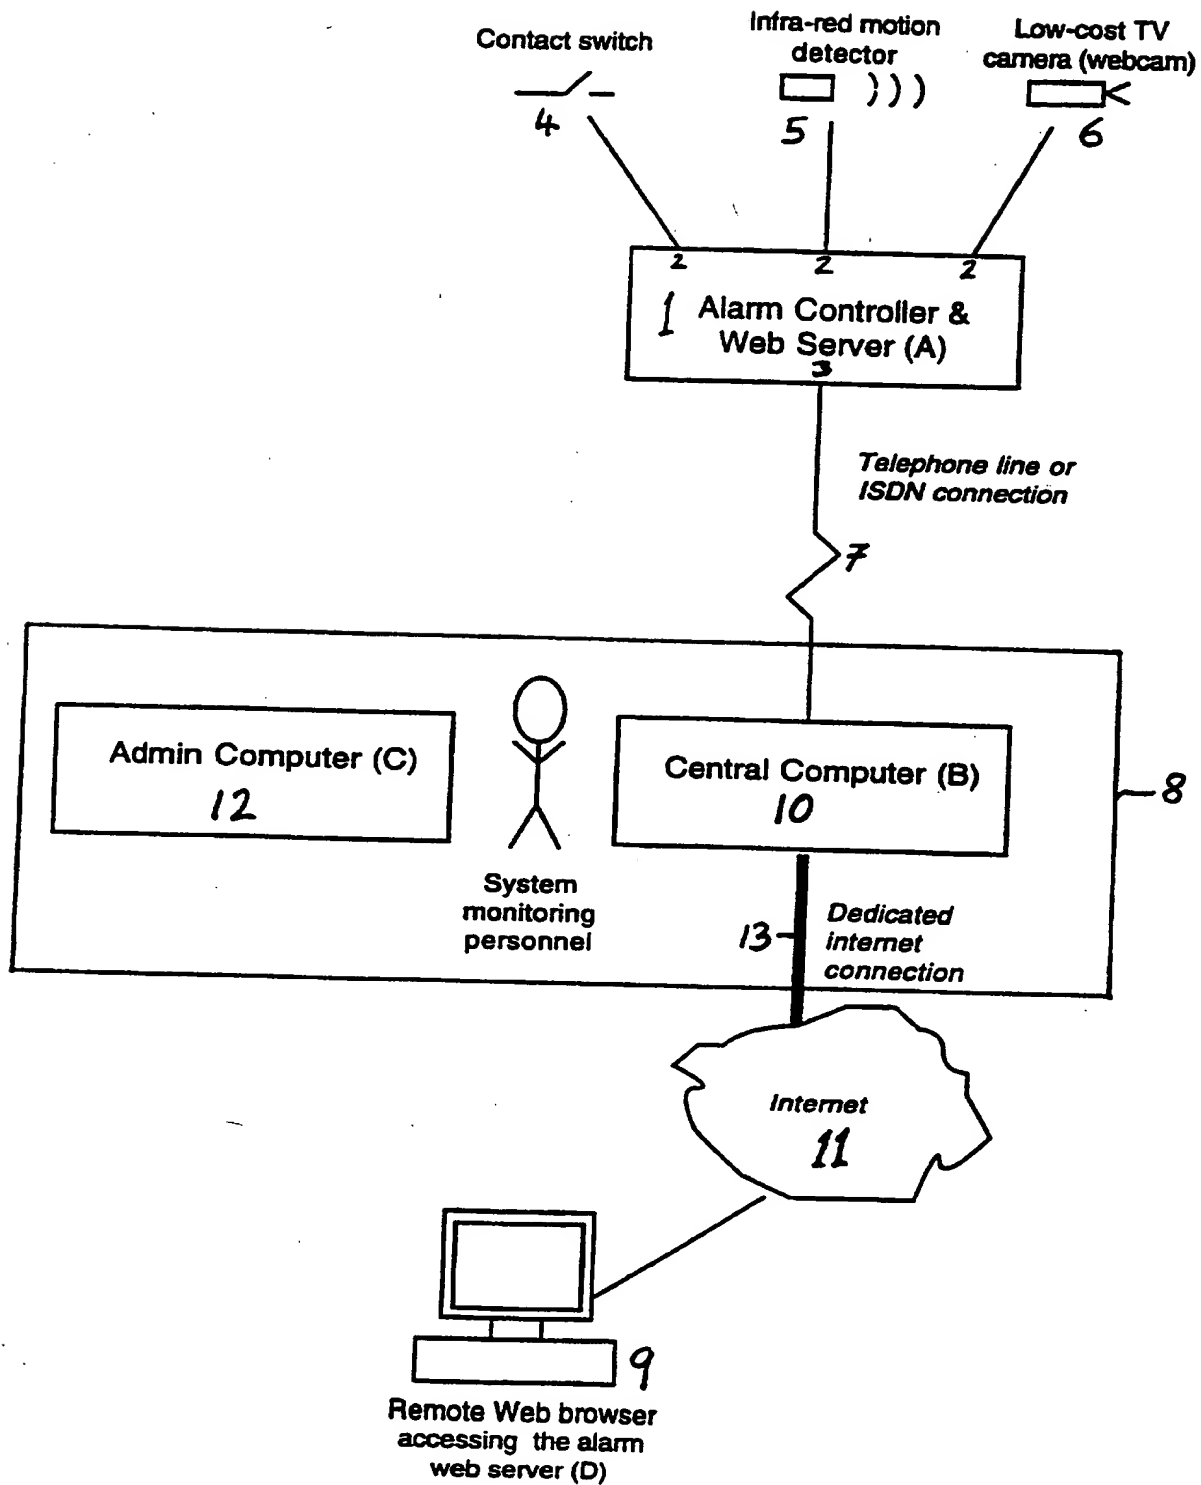 Contact switch
Infra-red motion
detector
Low-cost TV
camera (webcam)
4
5
6
2
2
2
1 Alarm Controller &
Web Server (A)
3
Telephone line or
ISDN connection
7
Admin Computer (C)
12
System
monitoring
personnel
Central Computer (B)
10
8
13
Dedicated
internet
connection
Internet
11
9
Remote Web browser
accessing the alarm
web server (D)